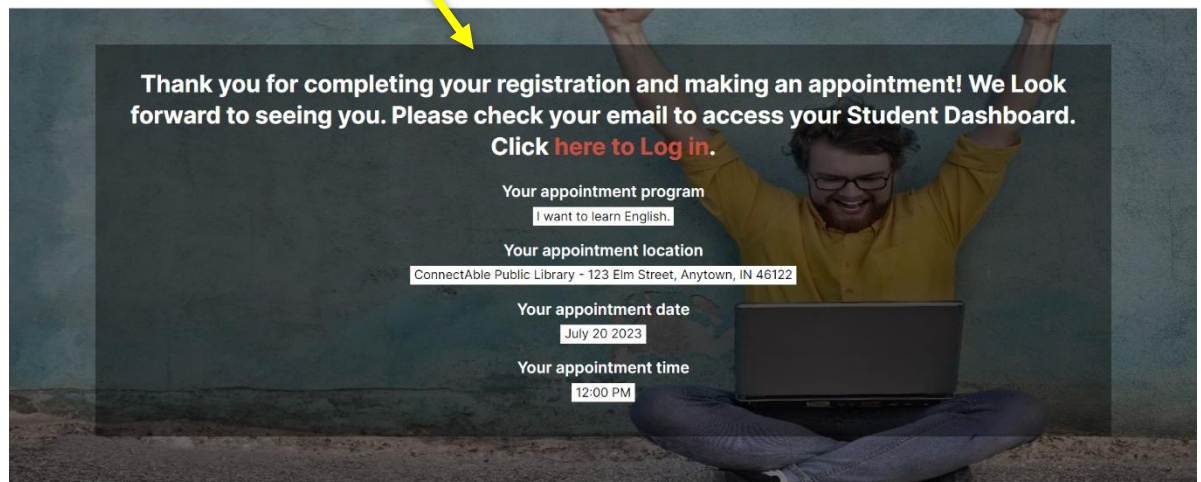 Thank you for completing your registration and making an appointment! We Look
forward to seeing you. Please check your email to access your Student Dashboard.
Click here to Log in.
Your appointment program
I want to learn English.
Your appointment location
ConnectAble Public Library - 123 Elm Street, Anytown, IN 46122
Your appointment date
July 20 2023
Your appointment time
12:00 PM